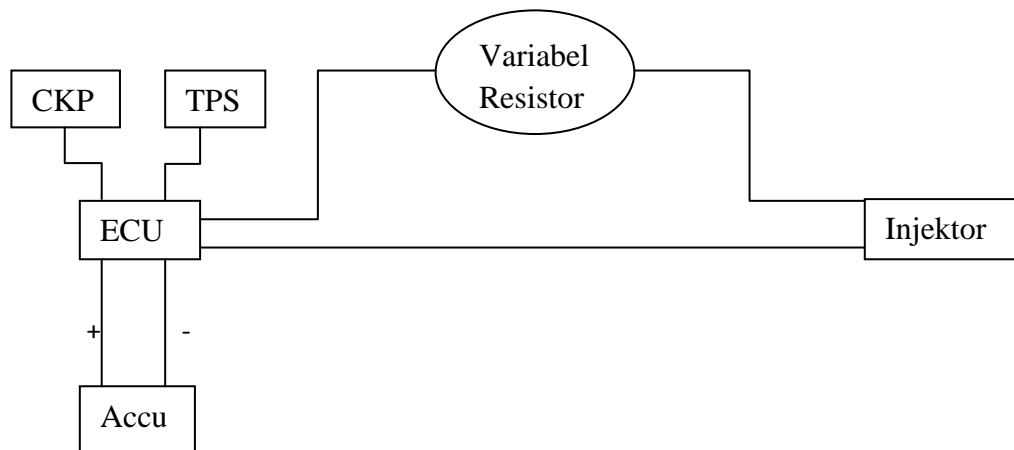 Variabel
Resistor
CKP
TPS
ECU
Injektor
+
-
Accu